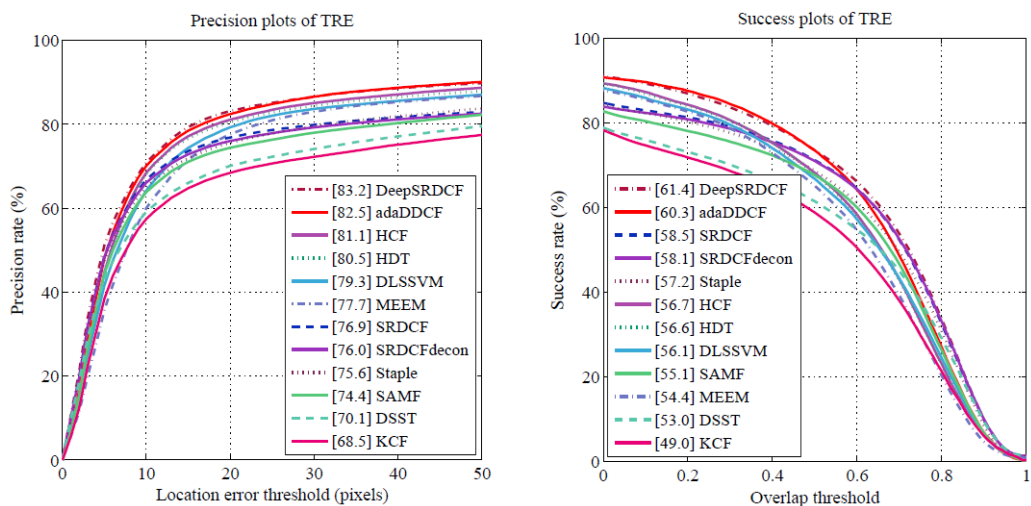 Precision plots of TRE
100
80
60
40
20
0
0 10 20 30 40 50
Precision rate (%)
Location error threshold (pixels)
[83.2] DeepSRDCF
[82.5] adaDDCF
[81.1] HCF
[80.5] HDT
[79.3] DLSSVM
[77.7] MEEM
[76.9] SRDCF
[76.0] SRDCFdecon
[75.6] Staple
[74.4] SAMF
[70.1] DSST
[68.5] KCF
Success plots of TRE
100
80
60
40
20
0
0 0.2 0.4 0.6 0.8 1
Success rate (%)
Overlap threshold
[61.4] DeepSRDCF
[60.3] adaDDCF
[58.5] SRDCF
[58.1] SRDCFdecon
[57.2] Staple
[56.7] HCF
[56.6] HDT
[56.1] DLSSVM
[55.1] SAMF
[54.4] MEEM
[53.0] DSST
[49.0] KCF